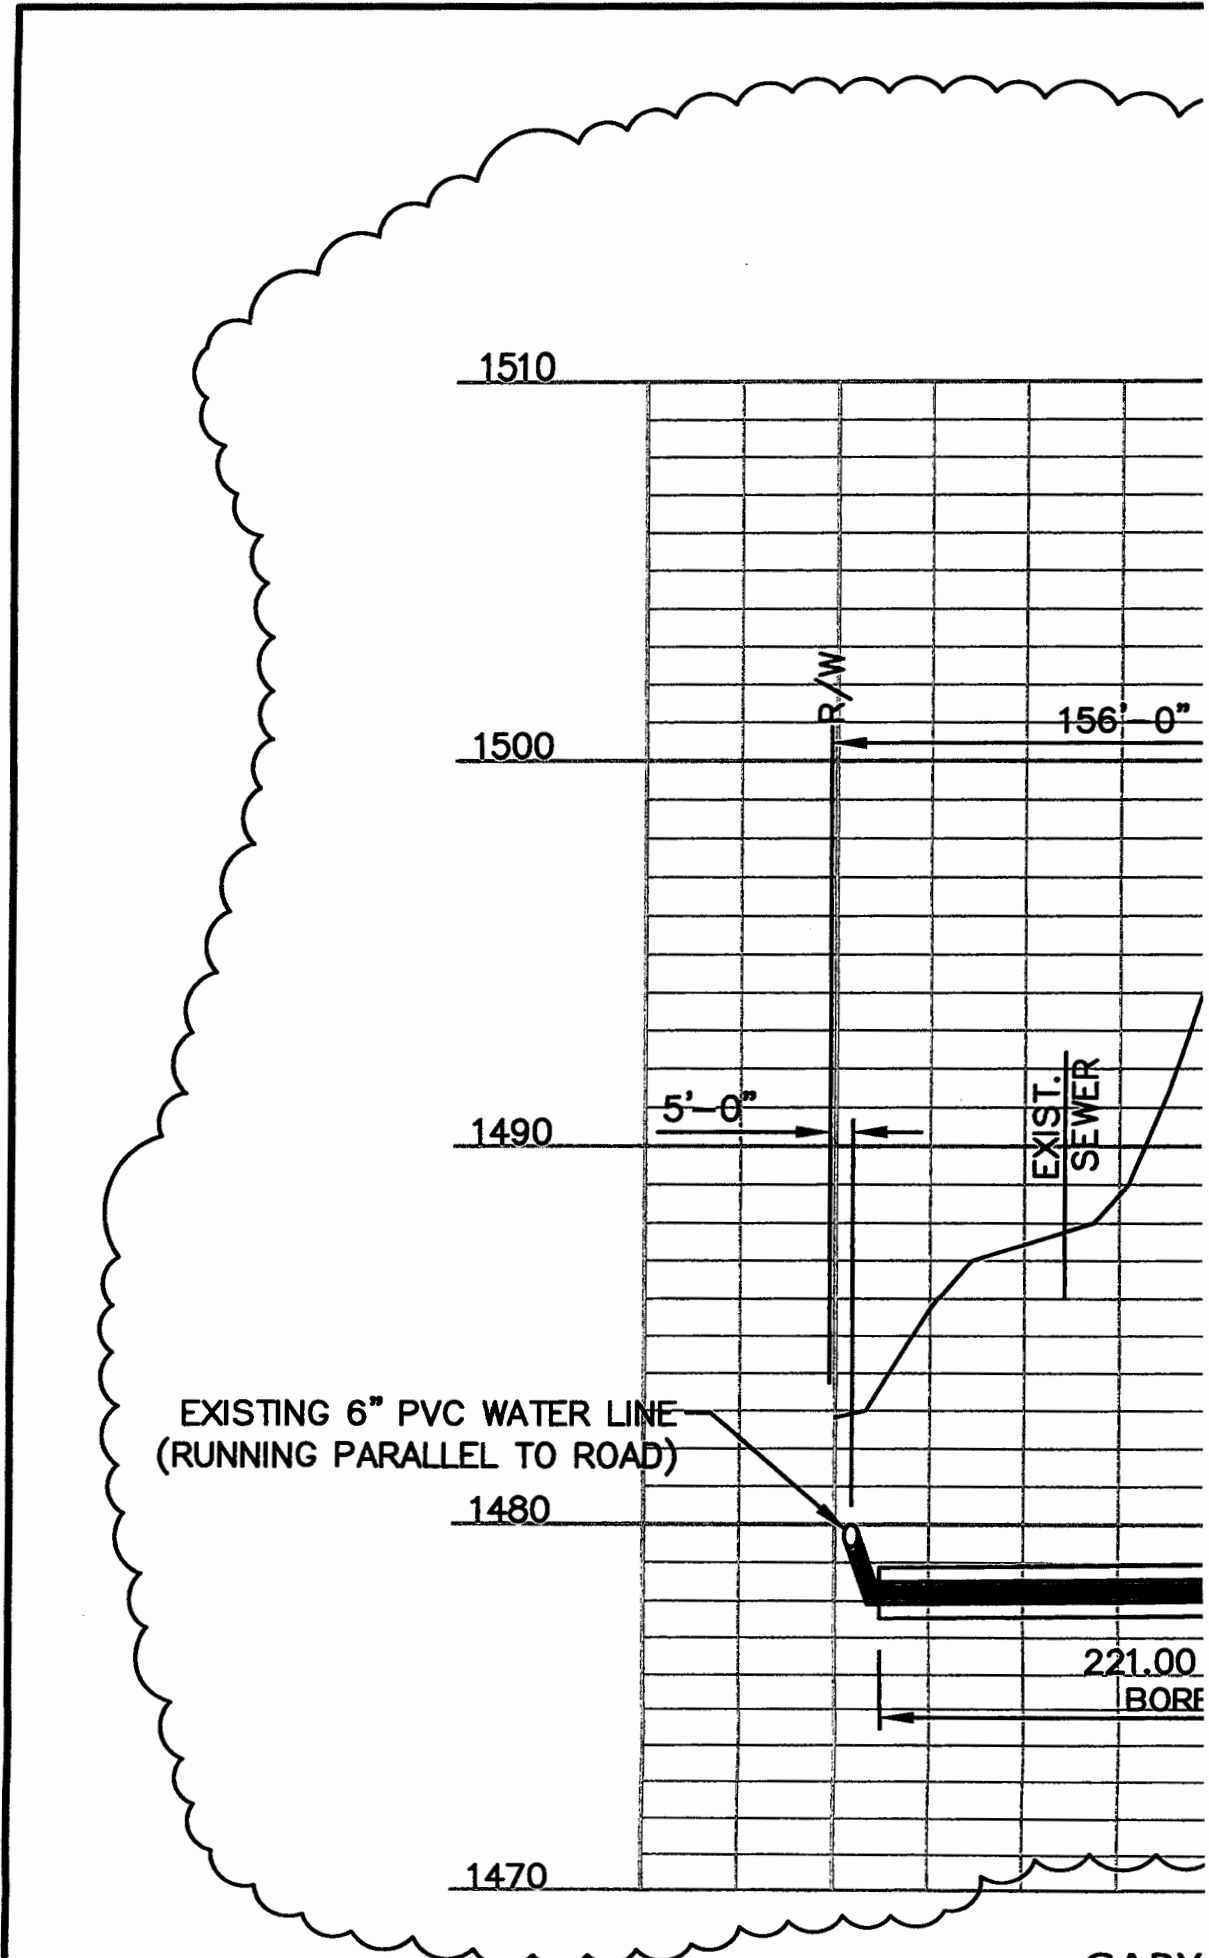 1510
R/W
156'-0"
1500
5'-0"
1490
EXIST.
SEWER
EXISTING 6" PVC WATER LINE
(RUNNING PARALLEL TO ROAD)
1480
221.00
BORE
1470